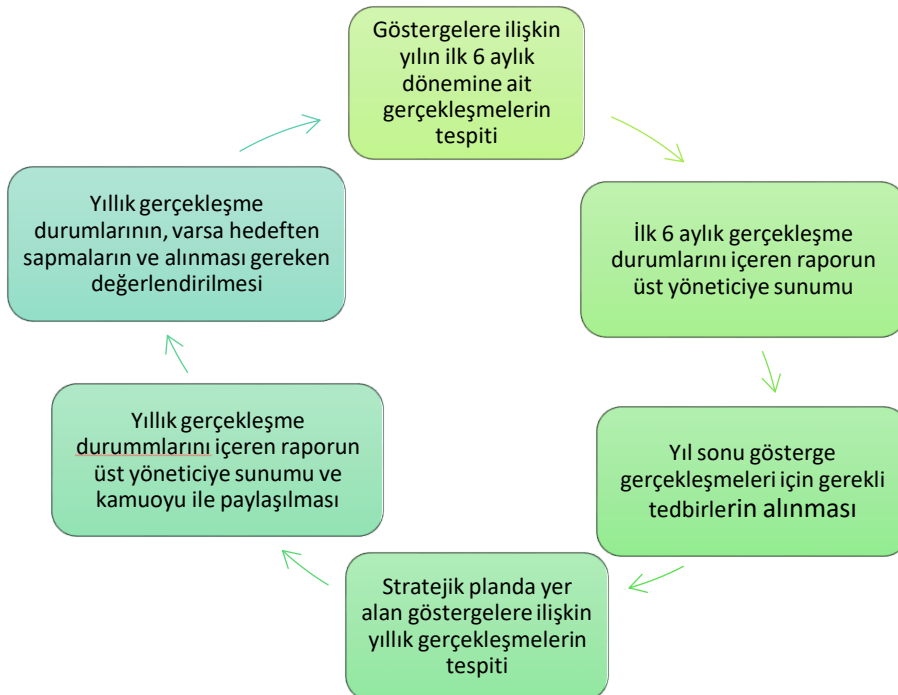 Göstergelere ilişkin
yılın ilk 6 aylık
dönemine ait
gerçekleşmelerin
tespiti
İlk 6 aylık gerçekleşme
durumlarını içeren raporun
üst yöneticiye sunumu
Yıl sonu gösterge
gerçekleşmeleri için gerekli
tedbirlerin alınması
Stratejik planda yer
alan göstergelere ilişkin
yıllık gerçekleşmelerin
tespiti
Yıllık gerçekleşme
durummlarını içeren raporun
üst yöneticiye sunumu ve
kamuoyu ile paylaşılması
Yıllık gerçekleşme
durumlarının, varsa hedeften
sapmaların ve alınması gereken
değerlendirilmesi